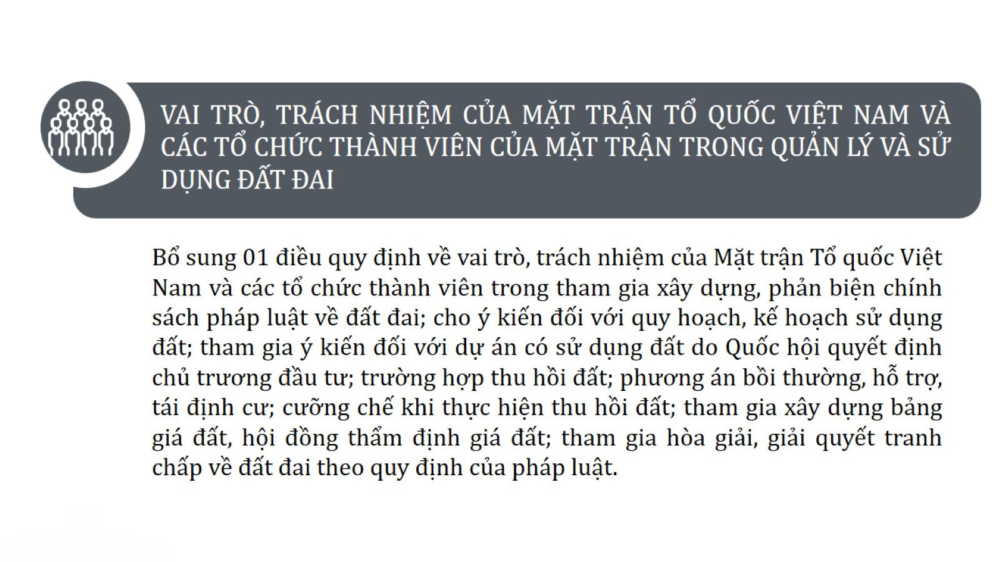 VAI TRÒ, TRÁCH NHIỆM CỦA MẶT TRẬN TỔ QUỐC VIỆT NAM VÀ
CÁC TỔ CHỨC THÀNH VIÊN CỦA MẶT TRẬN TRONG QUẢN LÝ VÀ SỬ
DỤNG ĐẤT ĐAI
Bổ sung 01 điều quy định về vai trò, trách nhiệm của Mặt trận Tổ quốc Việt
Nam và các tổ chức thành viên trong tham gia xây dựng, phản biện chính
sách pháp luật về đất đai; cho ý kiến đối với quy hoạch, kế hoạch sử dụng
đất; tham gia ý kiến đối với dự án có sử dụng đất do Quốc hội quyết định
chủ trương đầu tư; trường hợp thu hồi đất; phương án bồi thường, hỗ trợ,
tái định cư; cưỡng chế khi thực hiện thu hồi đất; tham gia xây dựng bảng
giá đất, hội đồng thẩm định giá đất; tham gia hòa giải, giải quyết tranh
chấp về đất đai theo quy định của pháp luật.